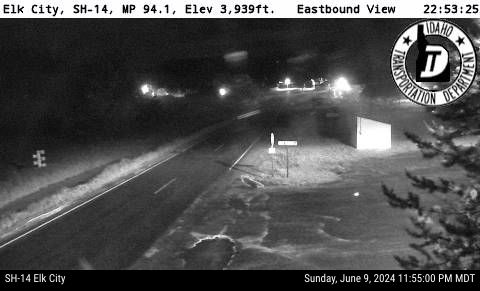 Elk City, SH-14, MP 94.1, Elev 3,939ft.   Eastbound View    22:53:25
IDAHO
TRANSPORTATION DEPARTMENT
SH-14 Elk City
Sunday, June 9, 2024 11:55:00 PM MDT